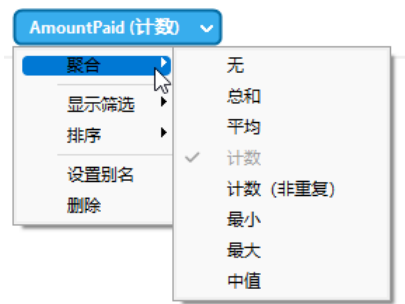 AmountPaid (计数)
聚合
显示筛选
排序
设置别名
删除
无
总和
平均
计数
计数（非重复）
最小
最大
中值